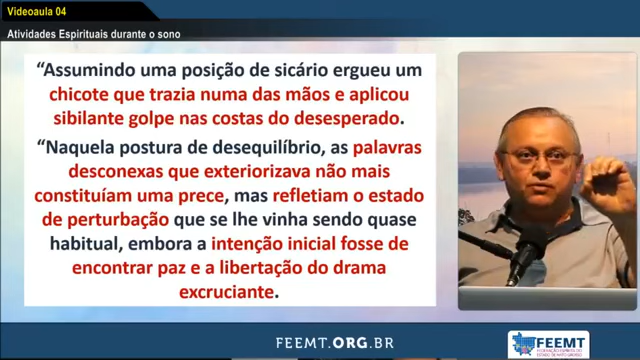 Videoaula 04
Atividades Espirituais durante o sono
“Assumindo uma posição de sicário ergueu um
chicote que trazia numa das mãos e aplicou
sibilante golpe nas costas do desesperado.
“Naquela postura de desequilíbrio, as palavras
desconexas que exteriorizava não mais
constituíam uma prece, mas refletiam o estado
de perturbação que se lhe vinha sendo quase
habitual, embora a intenção inicial fosse de
encontrar paz e a libertação do drama
excruciante.
FEEMT.ORG.BR
FEEMT